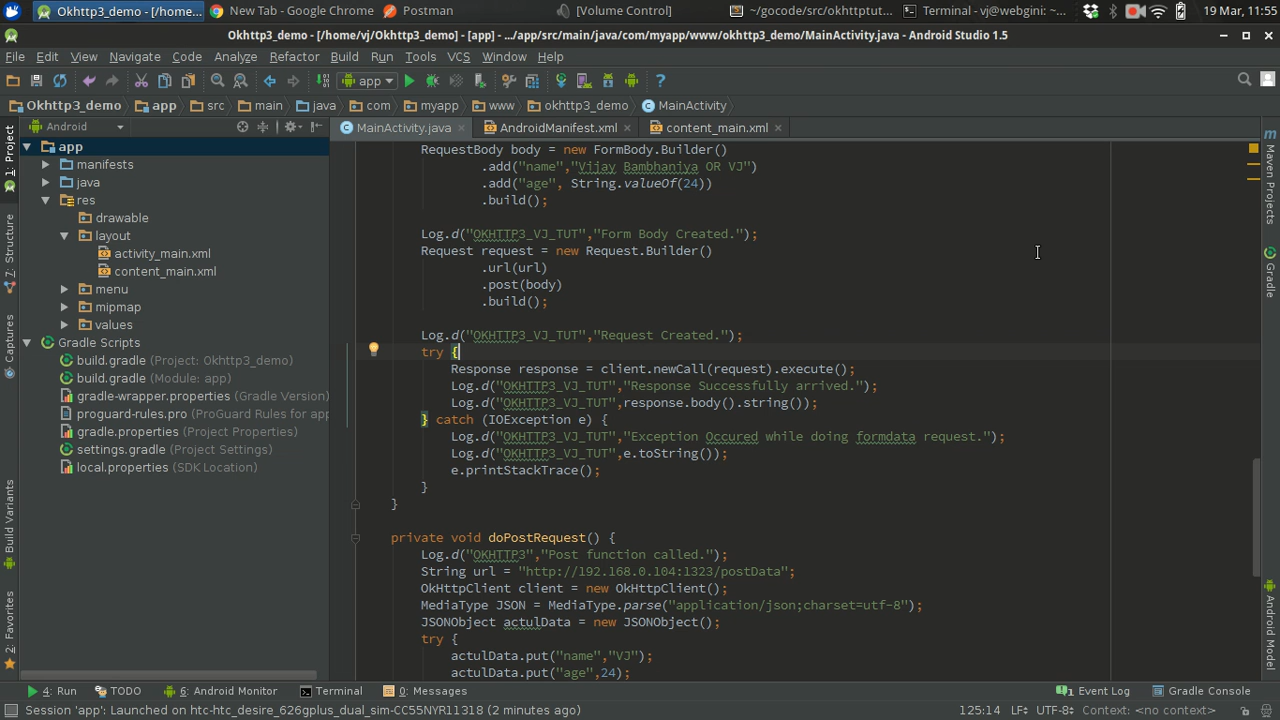 Okhttp3_demo - [/home...
New Tab - Google Chrome
Postman
[Volume Control]
~/gocode/src/okhttptut...
Terminal - vj@webgini: ~...
19 Mar, 11:55
Okhttp3_demo - [/home/vj/Okhttp3_demo] - [app] - .../app/src/main/java/com/myapp/www/okhttp3_demo/MainActivity.java - Android Studio 1.5
File Edit View Navigate Code Analyze Refactor Build Run Tools VCS Window Help
app
Okhttp3_demo app src main java com myapp www okhttp3_demo MainActivity
1: Project
7: Structure
Captures
Build Variants
2: Favorites
Android
app
manifests
java
res
drawable
layout
activity_main.xml
content_main.xml
menu
mipmap
values
Gradle Scripts
build.gradle (Project: Okhttp3_demo)
build.gradle (Module: app)
gradle-wrapper.properties (Gradle Version)
proguard-rules.pro (ProGuard Rules for app
gradle.properties (Project Properties)
settings.gradle (Project Settings)
local.properties (SDK Location)
MainActivity.java AndroidManifest.xml content_main.xml
RequestBody body = new FormBody.Builder()
.add("name","Vijay Bambhaniya OR VJ")
.add("age", String.valueOf(24))
.build();
Log.d("OKHTTP3_VJ_TUT","Form Body Created.");
Request request = new Request.Builder()
.url(url)
.post(body)
.build();
Log.d("OKHTTP3_VJ_TUT","Request Created.");
try {
Response response = client.newCall(request).execute();
Log.d("OKHTTP3_VJ_TUT","Response Successfully arrived.");
Log.d("OKHTTP3_VJ_TUT",response.body().string());
} catch (IOException e) {
Log.d("OKHTTP3_VJ_TUT","Exception Occured while doing formdata request.");
Log.d("OKHTTP3_VJ_TUT",e.toString());
e.printStackTrace();
}
}
private void doPostRequest() {
Log.d("OKHTTP3","Post function called.");
String url = "http://192.168.0.104:1323/postData";
OkHttpClient client = new OkHttpClient();
MediaType JSON = MediaType.parse("application/json;charset=utf-8");
JSONObject actulData = new JSONObject();
try {
actulData.put("name","VJ");
actulData.put("age",24);
Maven Projects
Gradle
Android Model
4: Run TODO 6: Android Monitor Terminal 0: Messages
1 Event Log Gradle Console
Session 'app': Launched on htc-htc_desire_626gplus_dual_sim-CC55NYR11318 (2 minutes ago)
125:14 LF÷ UTF-8÷ Context: <no context>